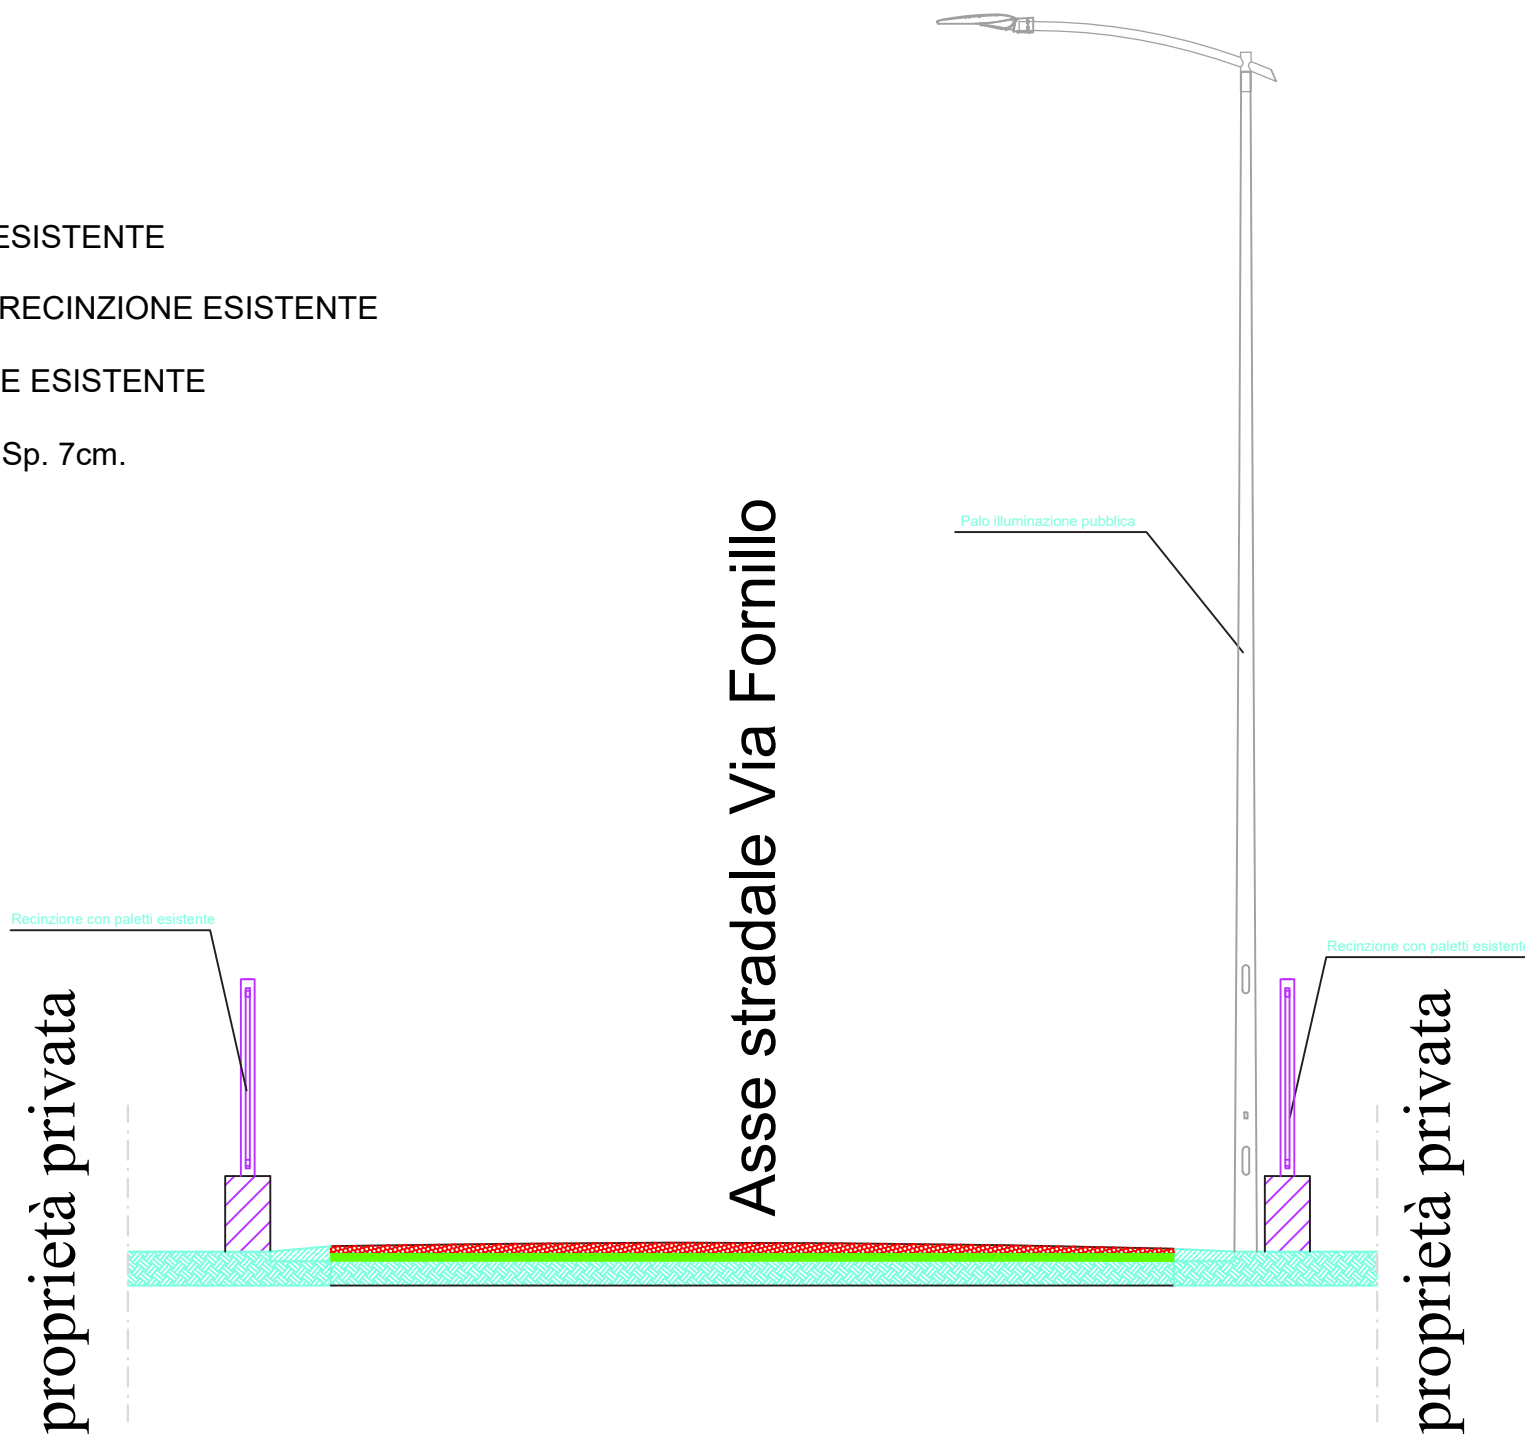 ESISTENTE
RECINZIONE ESISTENTE
E ESISTENTE
Sp. 7cm.
Palo illuminazione pubblica
Asse stradale Via Fornillo
Recinzione con paletti esistente
Recinzione con paletti esistente
proprietà privata
proprietà privata